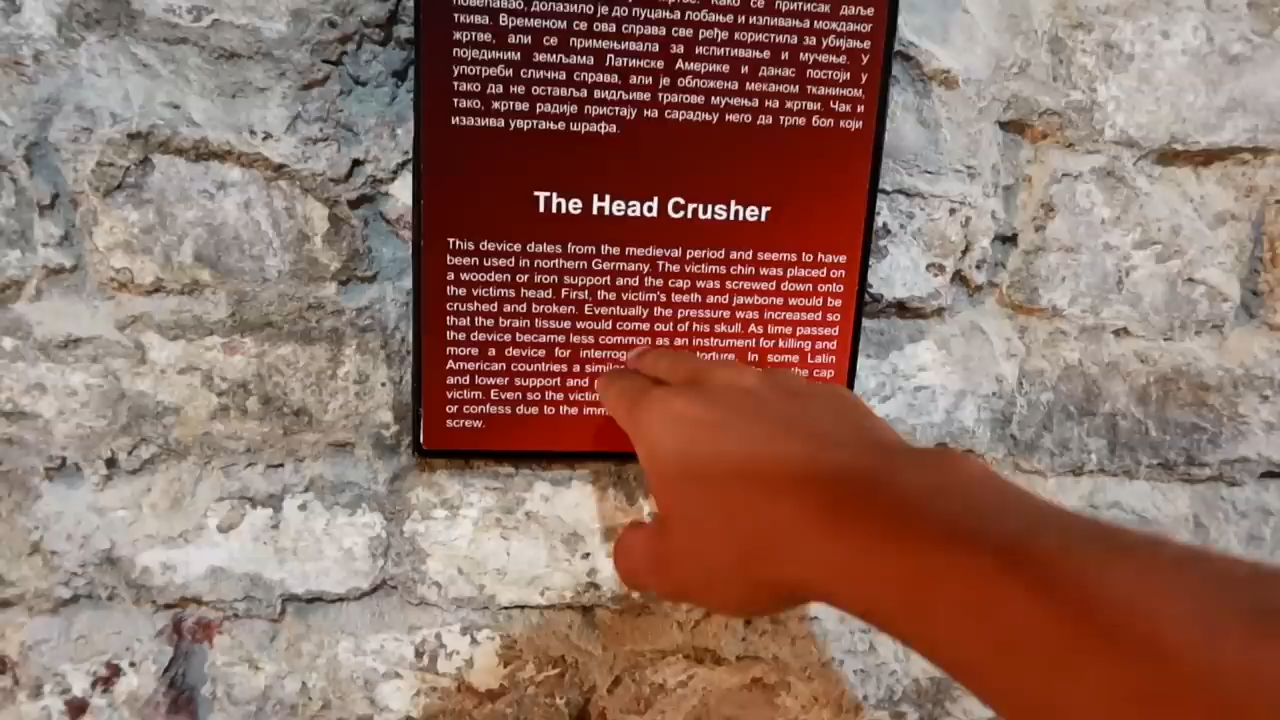 Како се притисак даље
повећавао, долазило је до пуцања лобање и изливања можданог
ткива. Временом се ова справа све ређе користила за убијање
жртве, али се примењивала за испитивање и мучење. У
појединим земљама Латинске Америке и данас постоји у
употреби слична справа, али је обложена меканом тканином,
тако да не оставља видљиве трагове мучења на жртви. Чак и
тако, жртве радије пристају на сарадњу него да трпе бол који
изазива увртање шрафа.
The Head Crusher
This device dates from the medieval period and seems to have
been used in northern Germany. The victims chin was placed on
a wooden or iron support and the cap was screwed down onto
the victims head. First, the victim's teeth and jawbone would be
crushed and broken. Eventually the pressure was increased so
that the brain tissue would come out of his skull. As time passed
the device became less common as an instrument for killing and
more a device for torture. In some Latin
American countries a the cap
and lower support and
victim. Even so the
or confess due to the
screw.